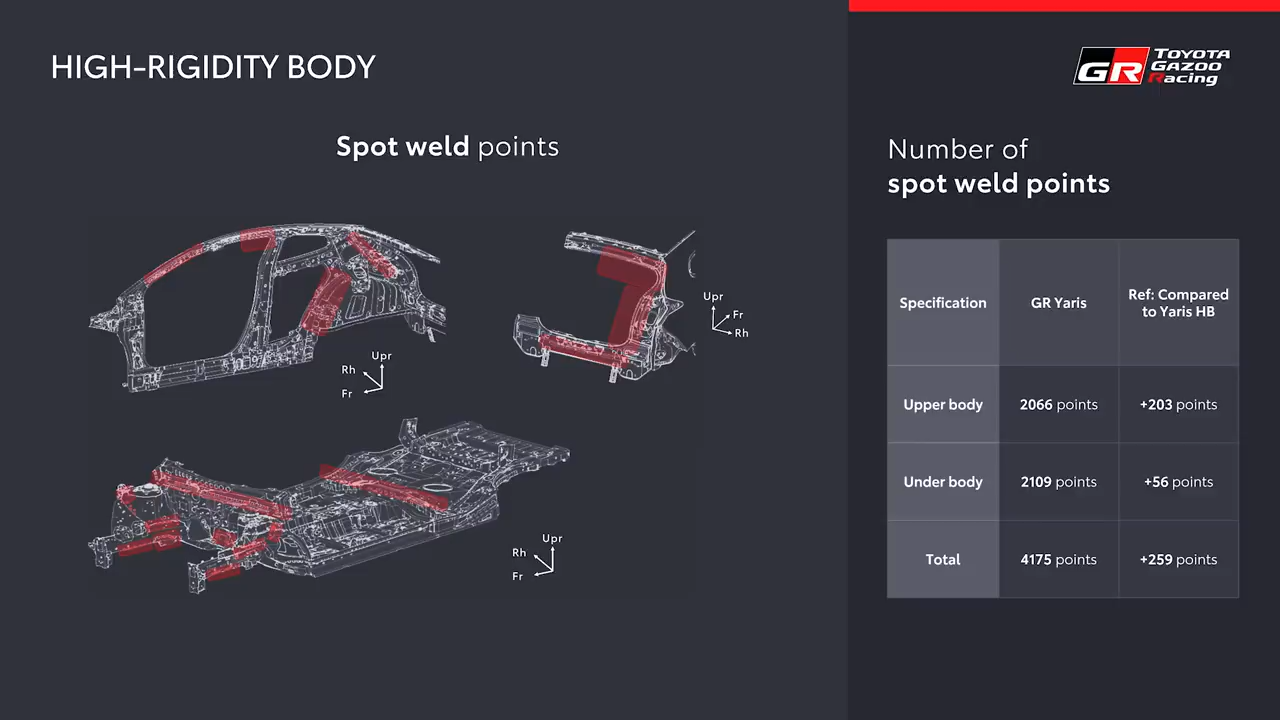 HIGH-RIGIDITY BODY
GR TOYOTA
GAZOO
Racing
Spot weld points
Upr
Rh
Fr
Upr
Fr
Rh
Upr
Rh
Fr
Number of
spot weld points
Specification GR Yaris Ref: Compared
to Yaris HB
Upper body 2066 points +203 points
Under body 2109 points +56 points
Total 4175 points +259 points